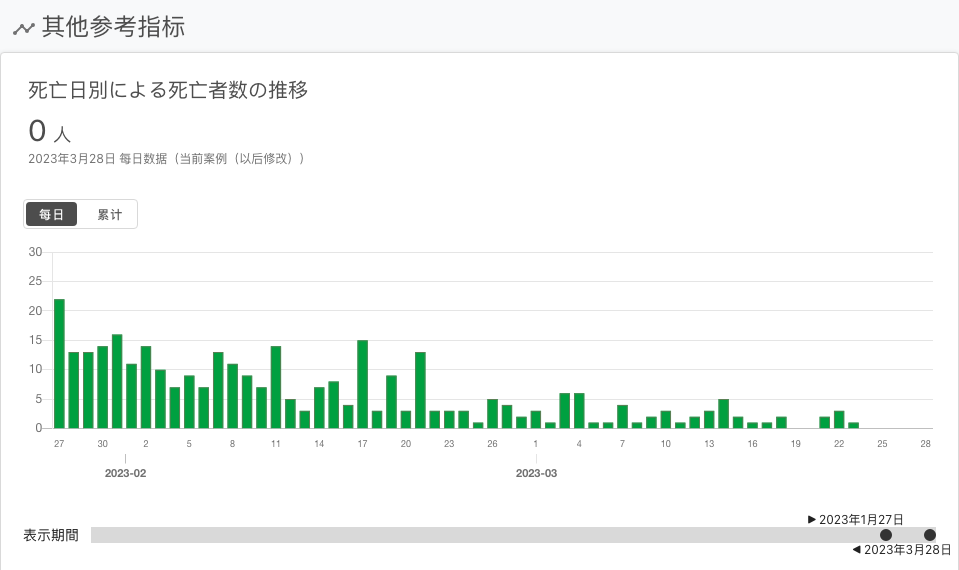 其他参考指标
死亡日別による死亡者数の推移
0 人
2023年3月28日 每日数据（当前案例（以后修改））
每日 累计
30
25
20
15
10
5
0
27 30 2 5 8 11 14 17 20 23 26 1 4 7 10 13 16 19 22 25 28
2023-02 2023-03
▶ 2023年1月27日
表示期間
◀ 2023年3月28日